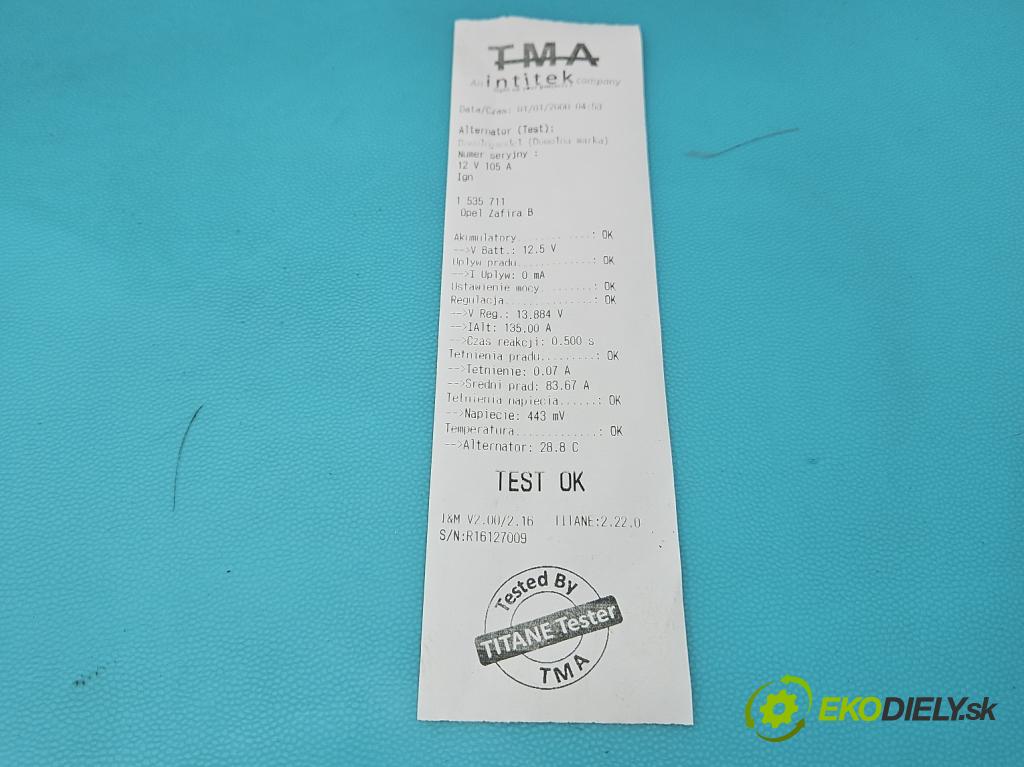 TMA
An intitek company
Data/Czas: 01/01/2000 04:53
Alternator (Test):
(Domolna marka)
Numer seryjny :
12 V 105 A
Ign
1 535 711
Opel Zafira B
Akumulatory..........: OK
-->V Batt.: 12.5 V
Uplyw pradu..........: OK
-->I Uplyw: 0 mA
Ustawienie mocy.......: OK
Regulacja............: OK
-->V Reg.: 13.884 V
-->IAlt: 135.00 A
-->Czas reakcji: 0.500 s
Tetnienia pradu........: OK
-->Tetnienie: 0.07 A
-->Sredni prad: 83.67 A
Tetnienia napiecia.....: OK
-->Napiecie: 443 mV
Temperatura...........: OK
-->Alternator: 28.8 C
TEST OK
J&M V2.00/2.16 TITANE:2.22.0
S/N:R16127009
Tested By
TITANE Tester
TMA
EKODIELY.sk